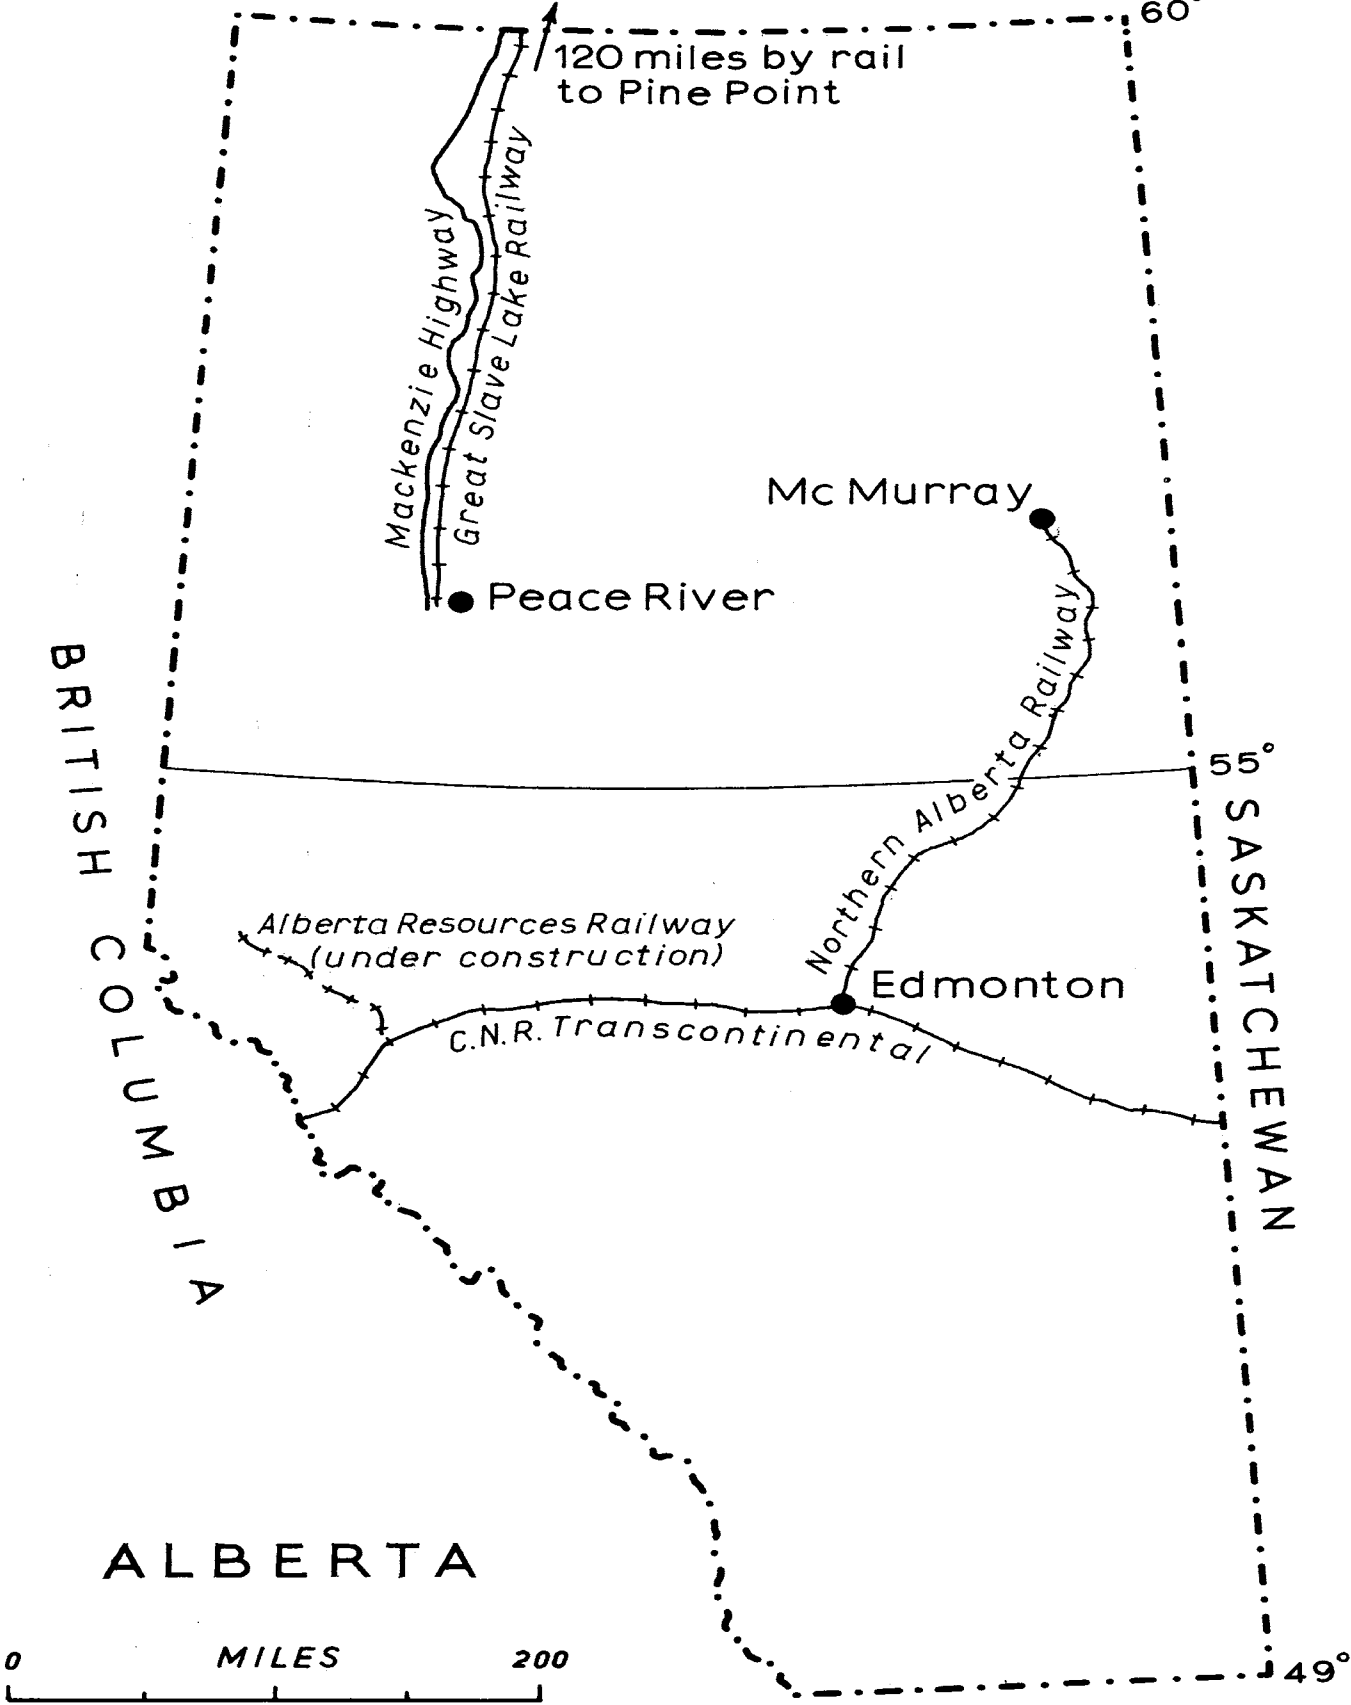 60°
120 miles by rail
to Pine Point
Mackenzie Highway
Great Slave Lake Railway
Mc Murray
Peace River
Northern Alberta Railway
BRITISH COLUMBIA
55°
SASKATCHEWAN
Alberta Resources Railway
(under construction)
Edmonton
C.N.R. Transcontinental
ALBERTA
0 MILES 200
49°